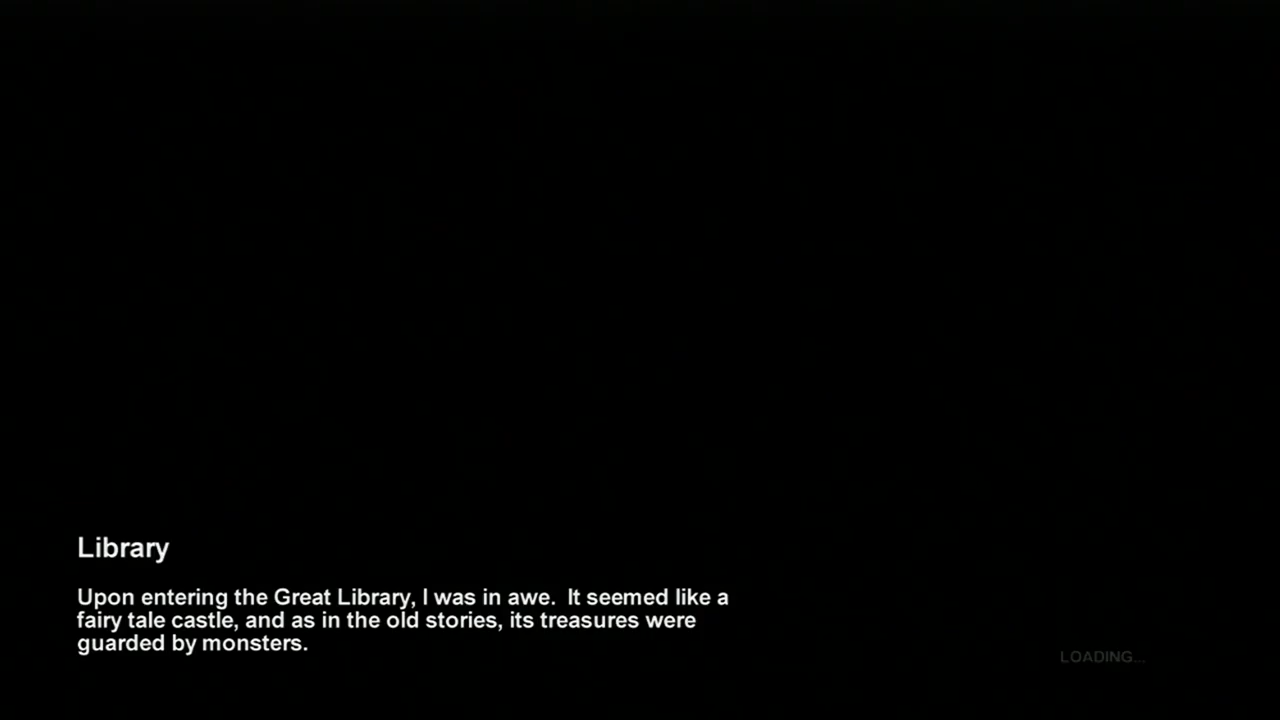 Library
Upon entering the Great Library, I was in awe.  It seemed like a
fairy tale castle, and as in the old stories, its treasures were
guarded by monsters.
LOADING...